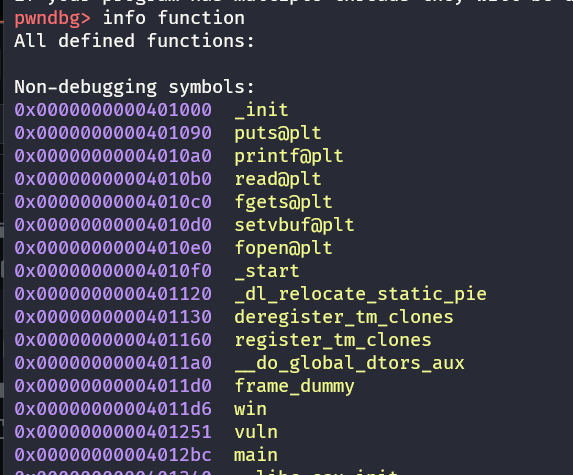 pwndbg> info function
All defined functions:
Non-debugging symbols:
0x0000000000401000 _init
0x0000000000401090 puts@plt
0x00000000004010a0 printf@plt
0x00000000004010b0 read@plt
0x00000000004010c0 fgets@plt
0x00000000004010d0 setvbuf@plt
0x00000000004010e0 fopen@plt
0x00000000004010f0 _start
0x0000000000401120 _dl_relocate_static_pie
0x0000000000401130 deregister_tm_clones
0x0000000000401160 register_tm_clones
0x00000000004011a0 __do_global_dtors_aux
0x00000000004011d0 frame_dummy
0x00000000004011d6 win
0x0000000000401251 vuln
0x00000000004012bc main